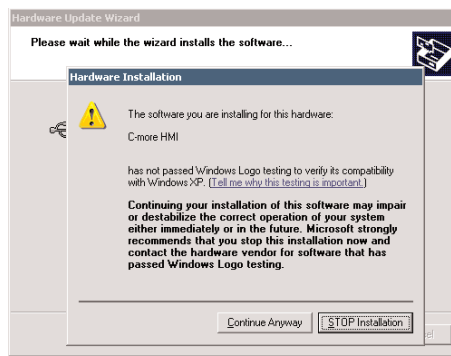 Hardware Update Wizard
Please wait while the wizard installs the software...
Hardware Installation
The software you are installing for this hardware:
C-more HMI
has not passed Windows Logo testing to verify its compatibility
with Windows XP. (Tell me why this testing is important.)
Continuing your installation of this software may impair
or destabilize the correct operation of your system
either immediately or in the future. Microsoft strongly
recommends that you stop this installation now and
contact the hardware vendor for software that has
passed Windows Logo testing.
Continue Anyway
STOP Installation